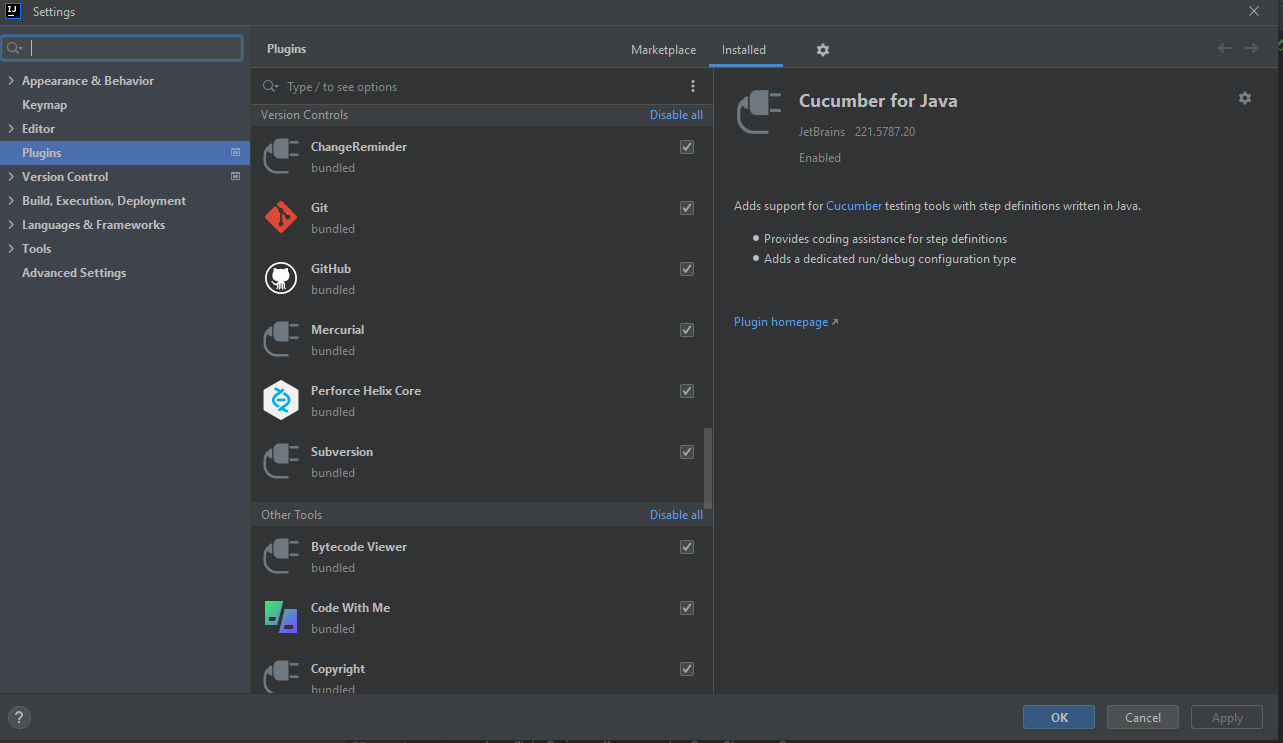 IJ
Settings
Appearance & Behavior
Keymap
Editor
Plugins
Version Control
Build, Execution, Deployment
Languages & Frameworks
Tools
Advanced Settings
Plugins
Marketplace
Installed
Type / to see options
Version Controls
Disable all
ChangeReminder
bundled
Git
bundled
GitHub
bundled
Mercurial
bundled
Perforce Helix Core
bundled
Subversion
bundled
Other Tools
Disable all
Bytecode Viewer
bundled
Code With Me
bundled
Copyright
bundled
Cucumber for Java
JetBrains 221.5787.20
Enabled
Adds support for Cucumber testing tools with step definitions written in Java.
Provides coding assistance for step definitions
Adds a dedicated run/debug configuration type
Plugin homepage
?
OK
Cancel
Apply